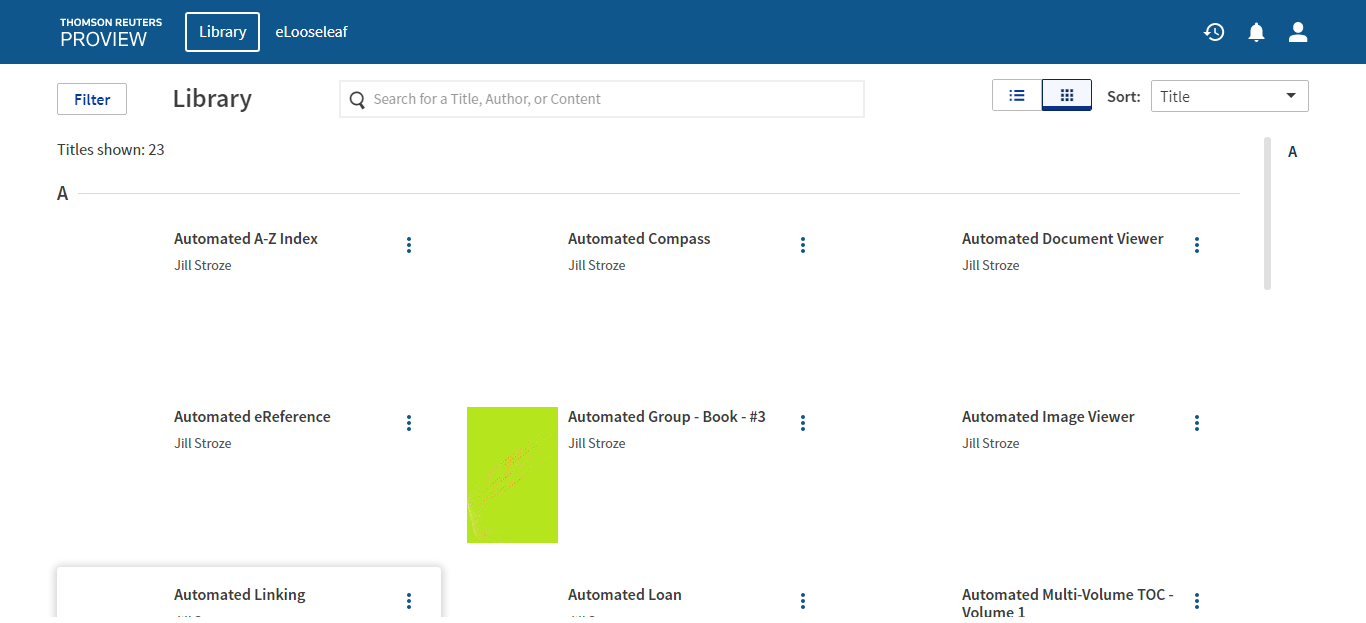 THOMSON REUTERS
PROVIEW
Library
eLooseleaf
Filter
Library
Search for a Title, Author, or Content
Sort:
Title
Titles shown: 23
A
A
Automated A-Z Index
Jill Stroze
Automated Compass
Jill Stroze
Automated Document Viewer
Jill Stroze
Automated eReference
Jill Stroze
Automated Group - Book - #3
Jill Stroze
Automated Image Viewer
Jill Stroze
Automated Linking
Automated Loan
Automated Multi-Volume TOC -
Volume 1